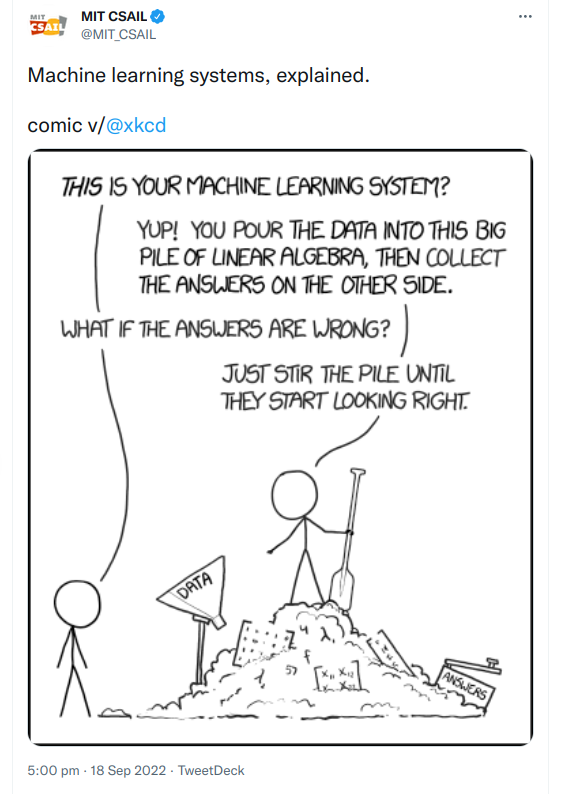 MIT CSAIL
MIT CSAIL
@MIT_CSAIL
Machine learning systems, explained.
comic v/@xkcd
THIS IS YOUR MACHINE LEARNING SYSTEM?
YUP! YOU POUR THE DATA INTO THIS BIG
PILE OF LINEAR ALGEBRA, THEN COLLECT
THE ANSWERS ON THE OTHER SIDE.
WHAT IF THE ANSWERS ARE WRONG?
JUST STIR THE PILE UNTIL
THEY START LOOKING RIGHT.
DATA
ANSWERS
5:00 pm · 18 Sep 2022 · TweetDeck